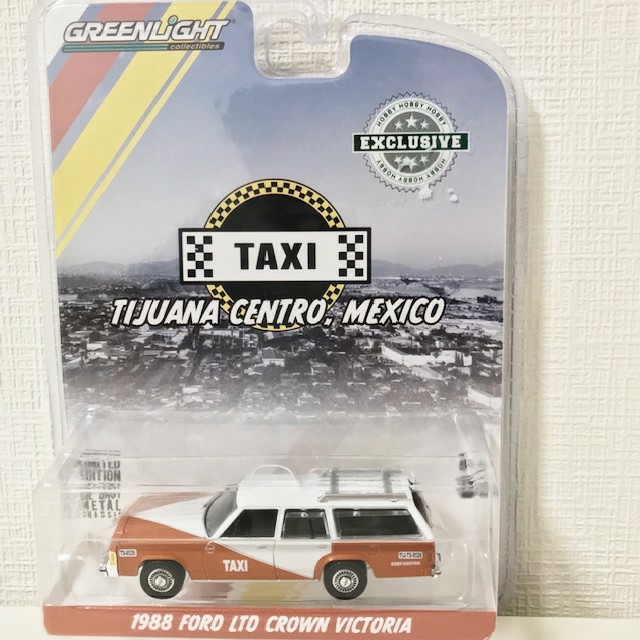 GREENLIGHT
collectibles
HOBBY HOBBY HOBBY
EXCLUSIVE
HOBBY HOBBY HOBBY
TAXI
TIJUANA CENTRO, MEXICO
LIMITED
EDITION
METAL
CHASSIS
TAXI
1988 FORD LTD CROWN VICTORIA